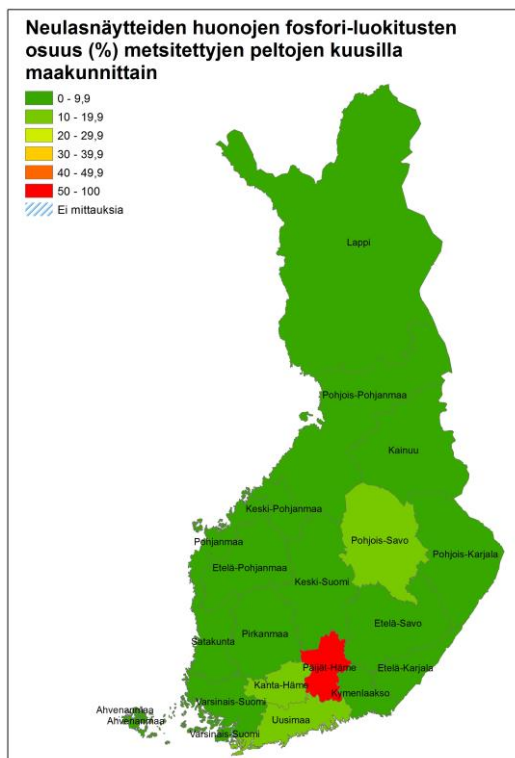 Neulasnäytteiden huonojen fosfori-luokitusten
osuus (%) metsitettyjen peltojen kuusilla
maakunnittain
0 - 9,9
10 - 19,9
20 - 29,9
30 - 39,9
40 - 49,9
50 - 100
Ei mittauksia
Lappi
Pohjois-Pohjanmaa
Kainuu
Keski-Pohjanmaa
Pohjanmaa
Pohjois-Savo
Pohjois-Karjala
Etelä-Pohjanmaa
Keski-Suomi
Etelä-Savo
Pirkanmaa
Satakunta
Päijät-Häme
Etelä-Karjala
Kanta-Häme
Kymenlaakso
Varsinais-Suomi
Ahvenanmaa
Ahvenanmaa
Uusimaa
Varsinais-Suomi